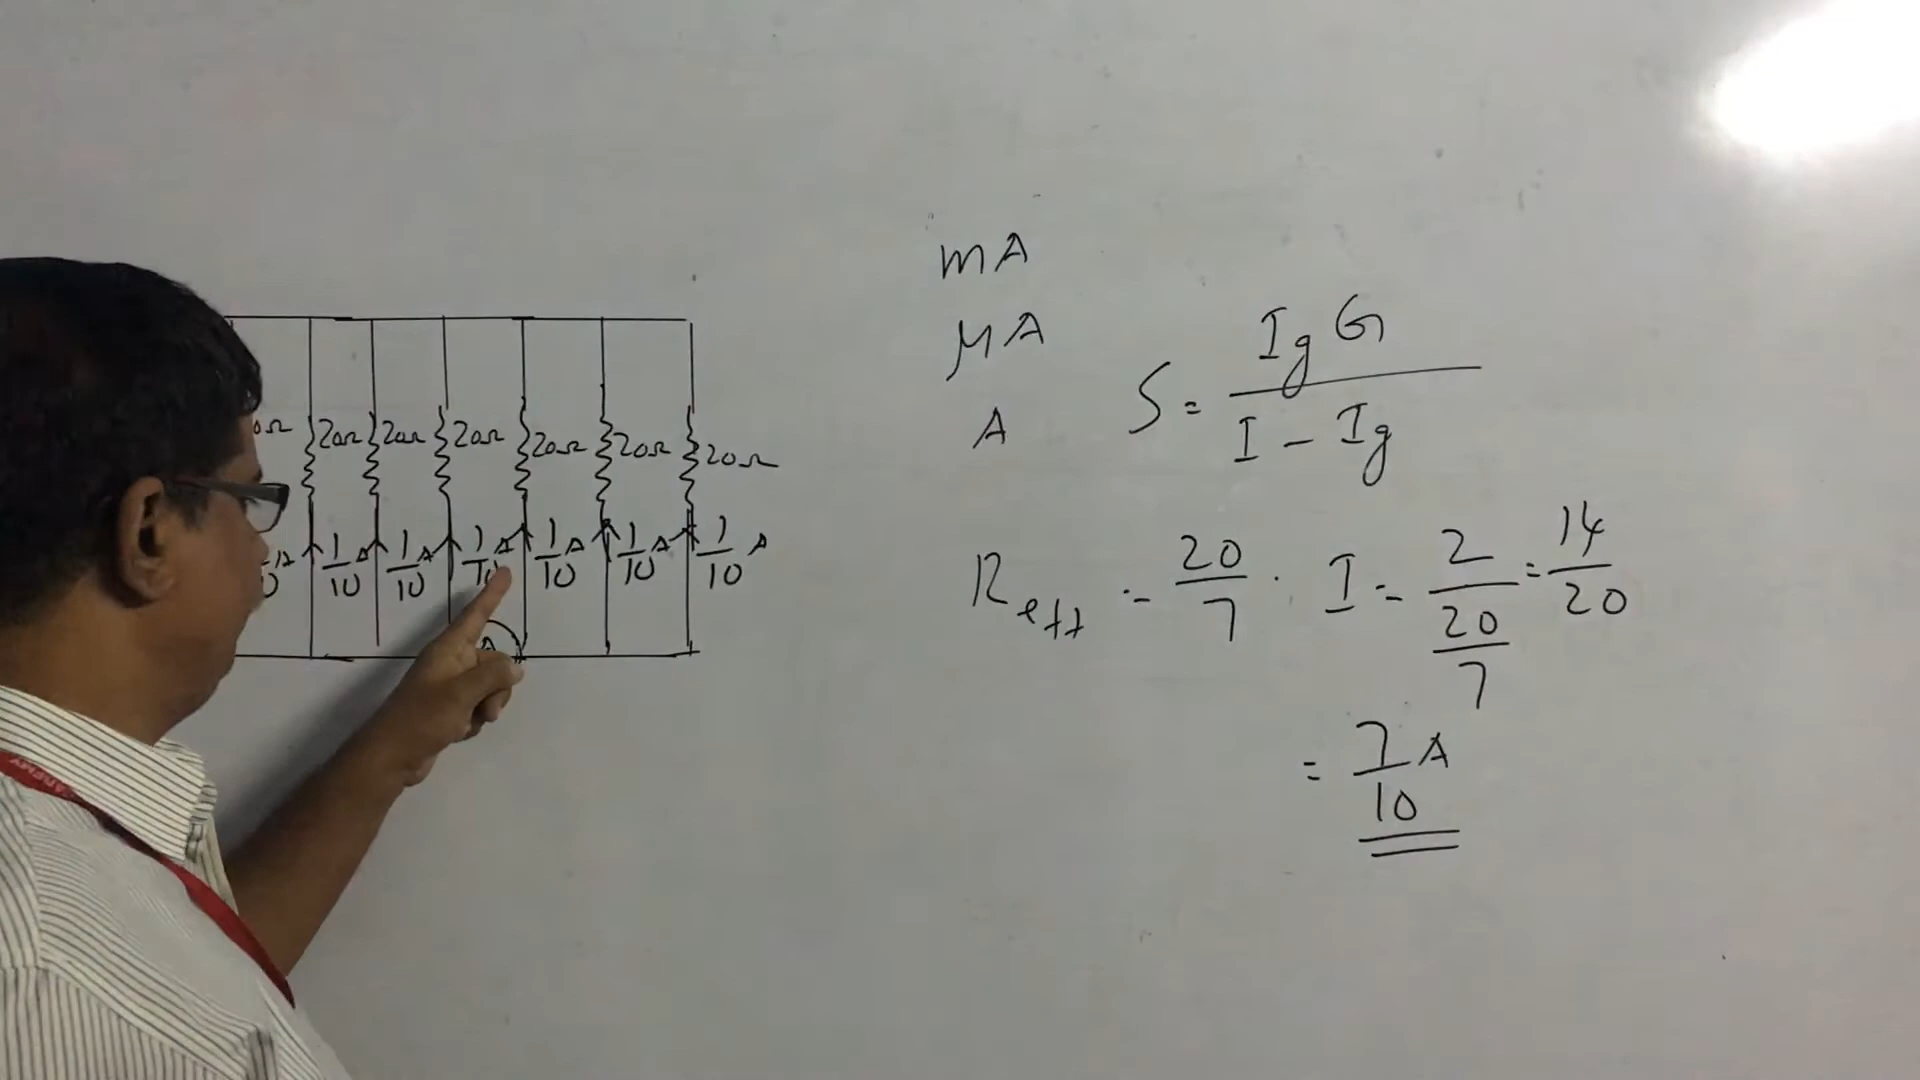 mA
μA
A
S = IgG / I - Ig
Reff = 20/7 . I = 2 / 20/7 = 14/20
= 7/10 A
20Ω 20Ω 20Ω 20Ω 20Ω 20Ω
1/10 A 1/10 A 1/10 A 1/10 A 1/10 A 1/10 A
A